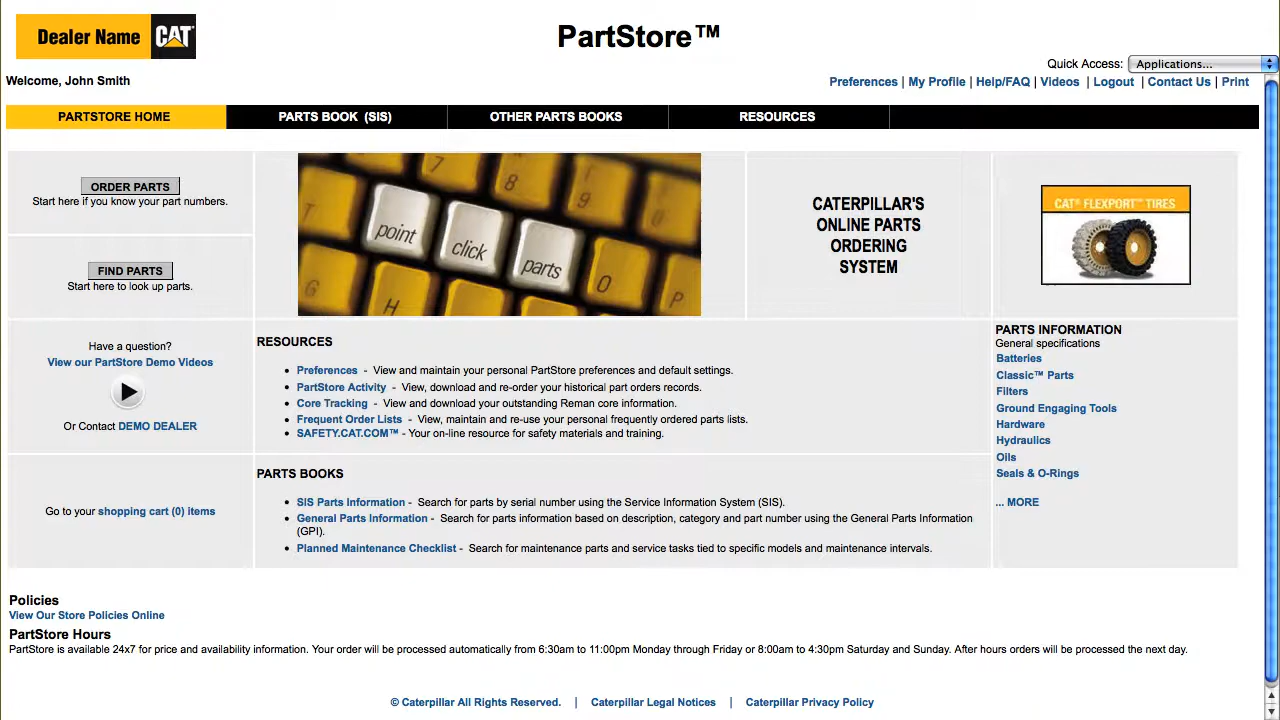 Dealer Name CAT
PartStore™
Quick Access: Applications...
Welcome, John Smith
Preferences | My Profile | Help/FAQ | Videos | Logout | Contact Us | Print
PARTSTORE HOME
PARTS BOOK (SIS)
OTHER PARTS BOOKS
RESOURCES
ORDER PARTS
Start here if you know your part numbers.
FIND PARTS
Start here to look up parts.
7
8
9
T
point
click
parts
O
P
G
H
CATERPILLAR'S
ONLINE PARTS
ORDERING
SYSTEM
CAT® FLEXPORT™ TIRES
Have a question?
View our PartStore Demo Videos
Or Contact DEMO DEALER
Go to your shopping cart (0) items
RESOURCES
• Preferences - View and maintain your personal PartStore preferences and default settings.
• PartStore Activity - View, download and re-order your historical part orders records.
• Core Tracking - View and download your outstanding Reman core information.
• Frequent Order Lists - View, maintain and re-use your personal frequently ordered parts lists.
• SAFETY.CAT.COM™ - Your on-line resource for safety materials and training.
PARTS BOOKS
• SIS Parts Information - Search for parts by serial number using the Service Information System (SIS).
• General Parts Information - Search for parts information based on description, category and part number using the General Parts Information
(GPI).
• Planned Maintenance Checklist - Search for maintenance parts and service tasks tied to specific models and maintenance intervals.
PARTS INFORMATION
General specifications
Batteries
Classic™ Parts
Filters
Ground Engaging Tools
Hardware
Hydraulics
Oils
Seals & O-Rings
... MORE
Policies
View Our Store Policies Online
PartStore Hours
PartStore is available 24x7 for price and availability information. Your order will be processed automatically from 6:30am to 11:00pm Monday through Friday or 8:00am to 4:30pm Saturday and Sunday. After hours orders will be processed the next day.
© Caterpillar All Rights Reserved. | Caterpillar Legal Notices | Caterpillar Privacy Policy